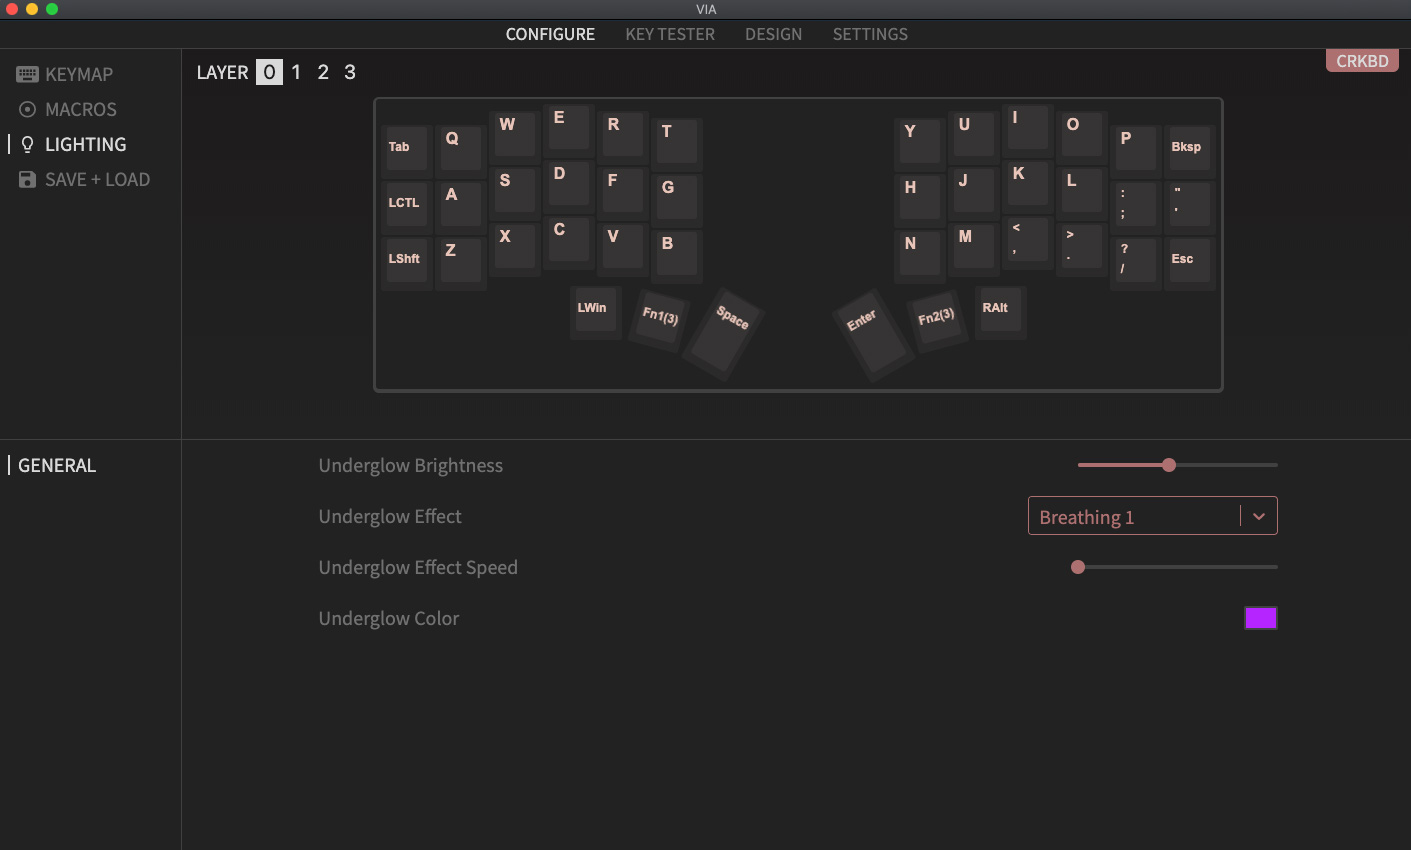 VIA
CONFIGURE KEY TESTER DESIGN SETTINGS
KEYMAP
MACROS
LIGHTING
SAVE + LOAD
LAYER 0 1 2 3
CRKBD
Tab Q W E R T Y U I O P Bksp
LCTL A S D F G H J K L : ; " '
LShft Z X C V B N M < , > . ? / Esc
LWin Fn1(3) Space Enter Fn2(3) RAlt
GENERAL
Underglow Brightness
Underglow Effect Breathing 1
Underglow Effect Speed
Underglow Color